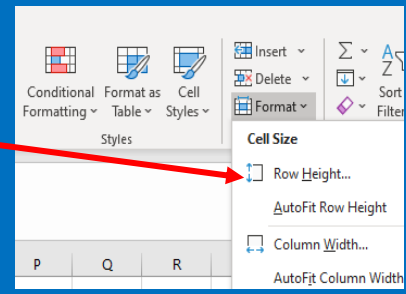 Insert
Delete
Format
Conditional Formatting
Format as Table
Cell Styles
Sort
Filter
Styles
Cell Size
Row Height...
AutoFit Row Height
Column Width...
AutoFit Column Width
P Q R